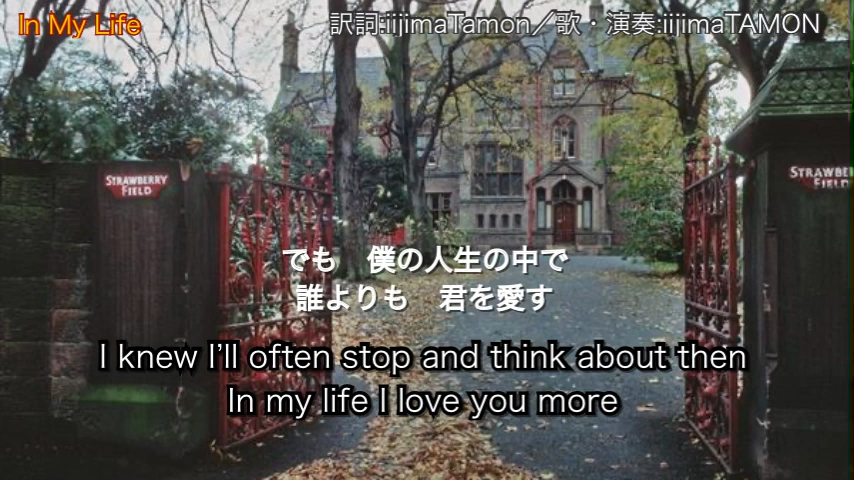 In My Life
訳詞:iijimaTamon／歌・演奏:iijimaTAMON
STRAWBERRY
FIELD
STRAWBE
FIELD
でも　僕の人生の中で
誰よりも　君を愛す
I knew I'll often stop and think about then
In my life I love you more